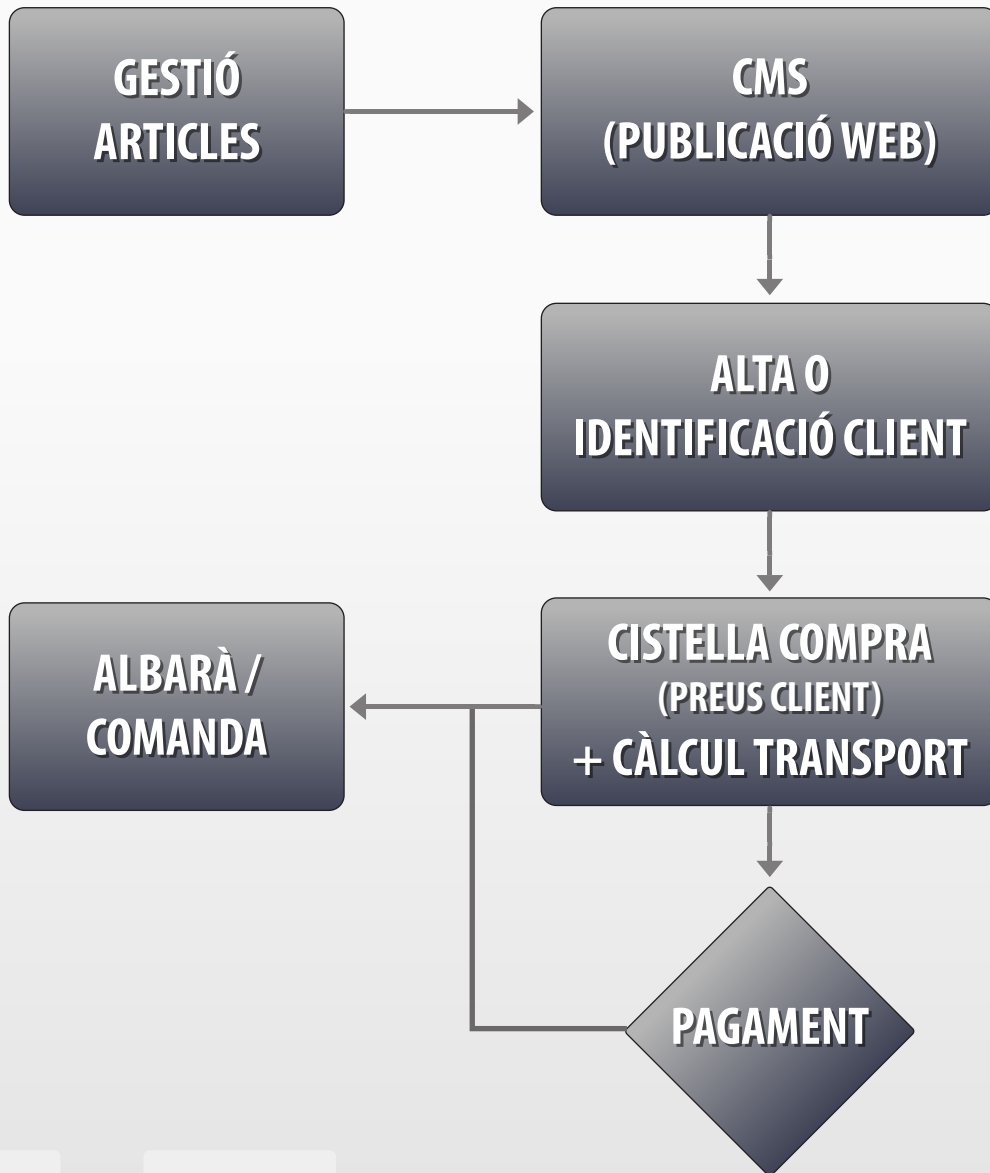 GESTIÓ
ARTICLES
CMS
(PUBLICACIÓ WEB)
ALTA O
IDENTIFICACIÓ CLIENT
ALBARÀ /
COMANDA
CISTELLA COMPRA
(PREUS CLIENT)
+ CÀLCUL TRANSPORT
PAGAMENT